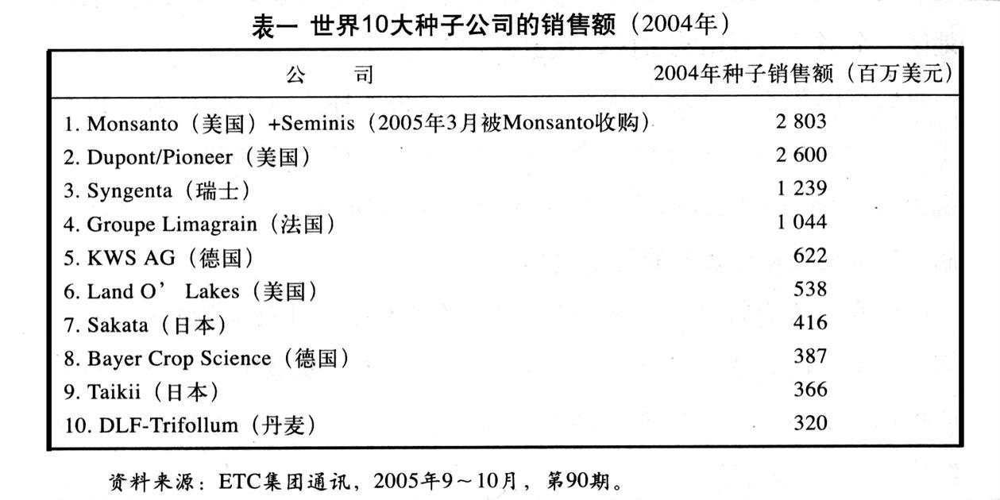 表一 世界10大种子公司的销售额（2004年）
公 司 2004年种子销售额（百万美元）
1. Monsanto（美国）+Seminis（2005年3月被Monsanto收购） 2 803
2. Dupont/Pioneer（美国） 2 600
3. Syngenta（瑞士） 1 239
4. Groupe Limagrain（法国） 1 044
5. KWS AG（德国） 622
6. Land O’ Lakes（美国） 538
7. Sakata（日本） 416
8. Bayer Crop Science（德国） 387
9. Taikii（日本） 366
10. DLF-Trifollum（丹麦） 320
资料来源：ETC集团通讯，2005年9～10月，第90期。